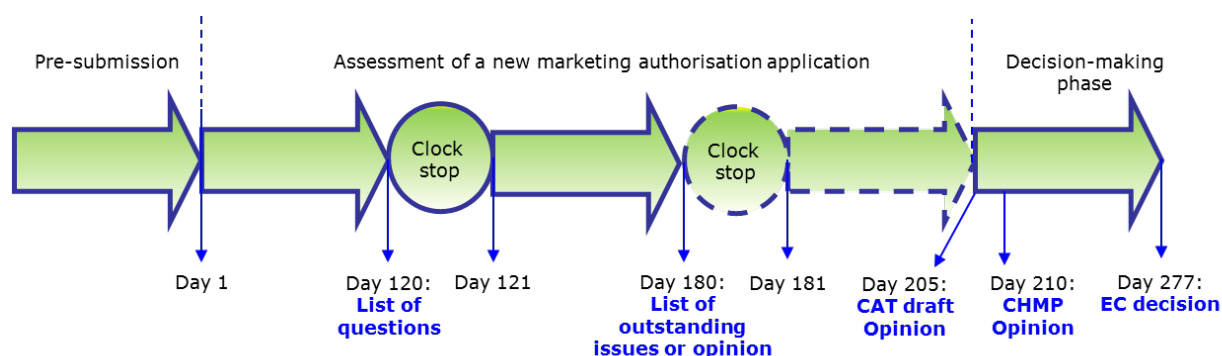 Pre-submission
Assessment of a new marketing authorisation application
Decision-making
phase
Clock
stop
Clock
stop
Day 1
Day 120:
List of
questions
Day 121
Day 180:
List of
outstanding
issues or opinion
Day 181
Day 205:
CAT draft
Opinion
Day 210:
CHMP
Opinion
Day 277:
EC decision